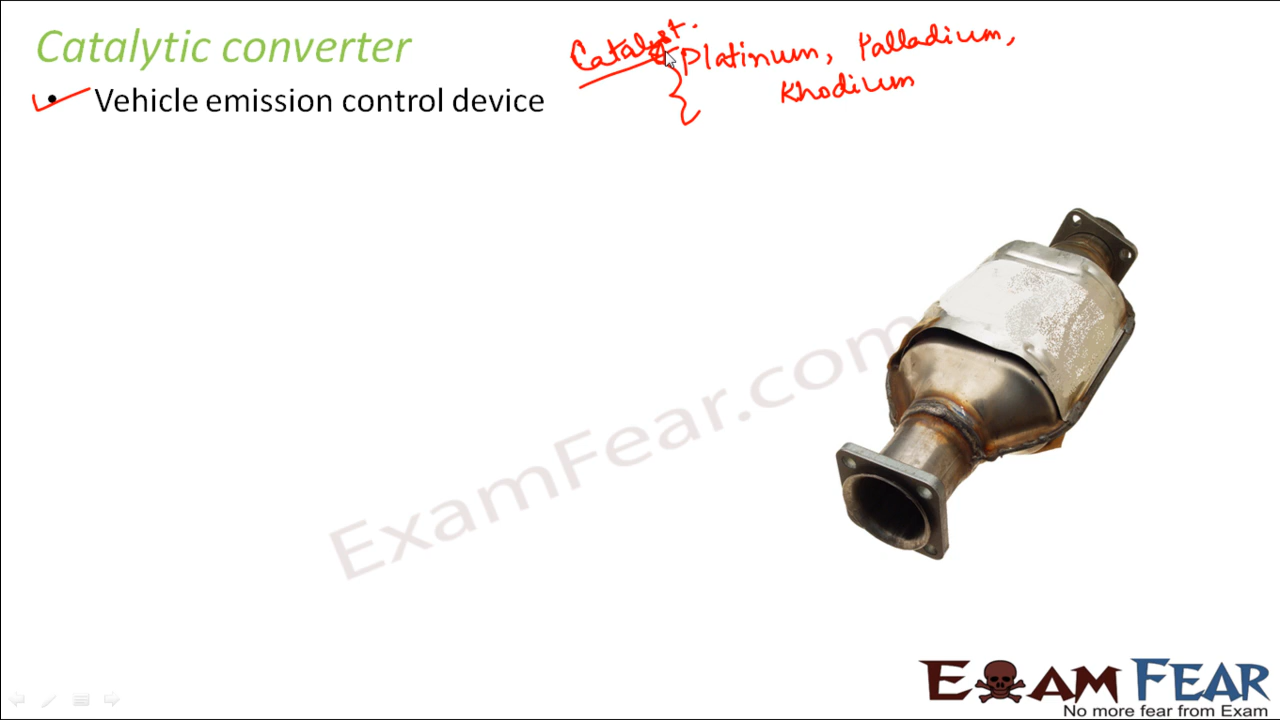 Catalytic converter
Catalyst. Platinum, Palladium,
Rhodium
• Vehicle emission control device
ExamFear.com
EXAM FEAR
No more fear from Exam